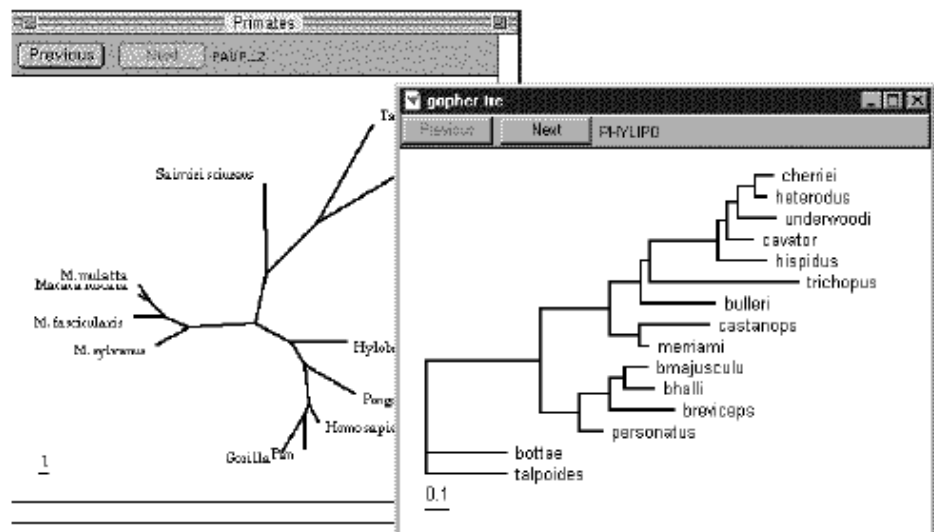 Primates
Previous Next PAUP_2
Saimiri sciureus
M. mulatta
M. fascicularis
M. sylvanus
Homo sapie
Gorilla Pan
1
gopher.tre
Previous Next PHYLIPO
cherriei
heterodus
underwoodi
cavator
hispidus
trichopus
bulleri
castanops
merriami
bmajusculu
bhalli
breviceps
personatus
bottae
talpoides
0.1